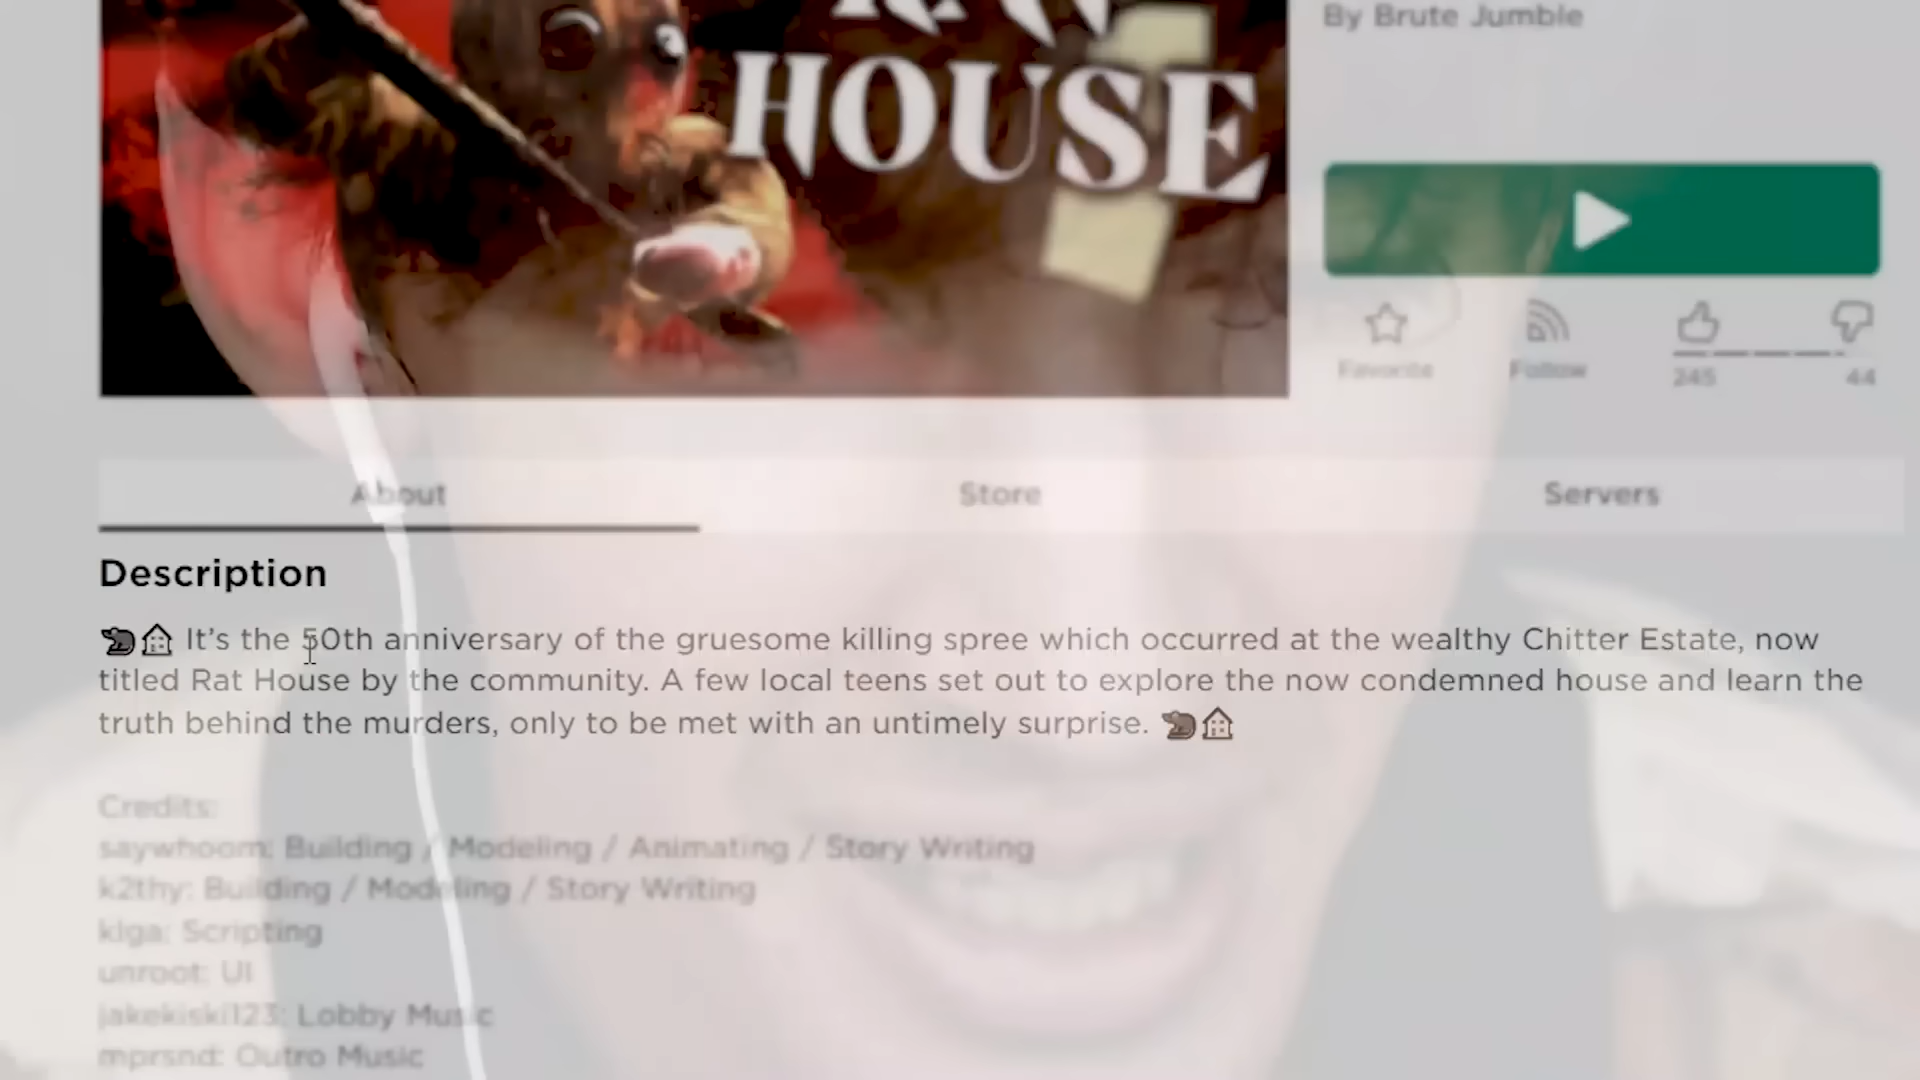 By Brute Jumble
HOUSE
Favorite
Follow
245
44
About
Store
Servers
Description
🐀🏠 It's the 50th anniversary of the gruesome killing spree which occurred at the wealthy Chitter Estate, now
titled Rat House by the community. A few local teens set out to explore the now condemned house and learn the
truth behind the murders, only to be met with an untimely surprise. 🐀🏠
Credits:
saywhoom: Building / Modeling / Animating / Story Writing
k2thy: Building / Modeling / Story Writing
klga: Scripting
unroot: UI
jakekiski123: Lobby Music
mprsnd: Outro Music